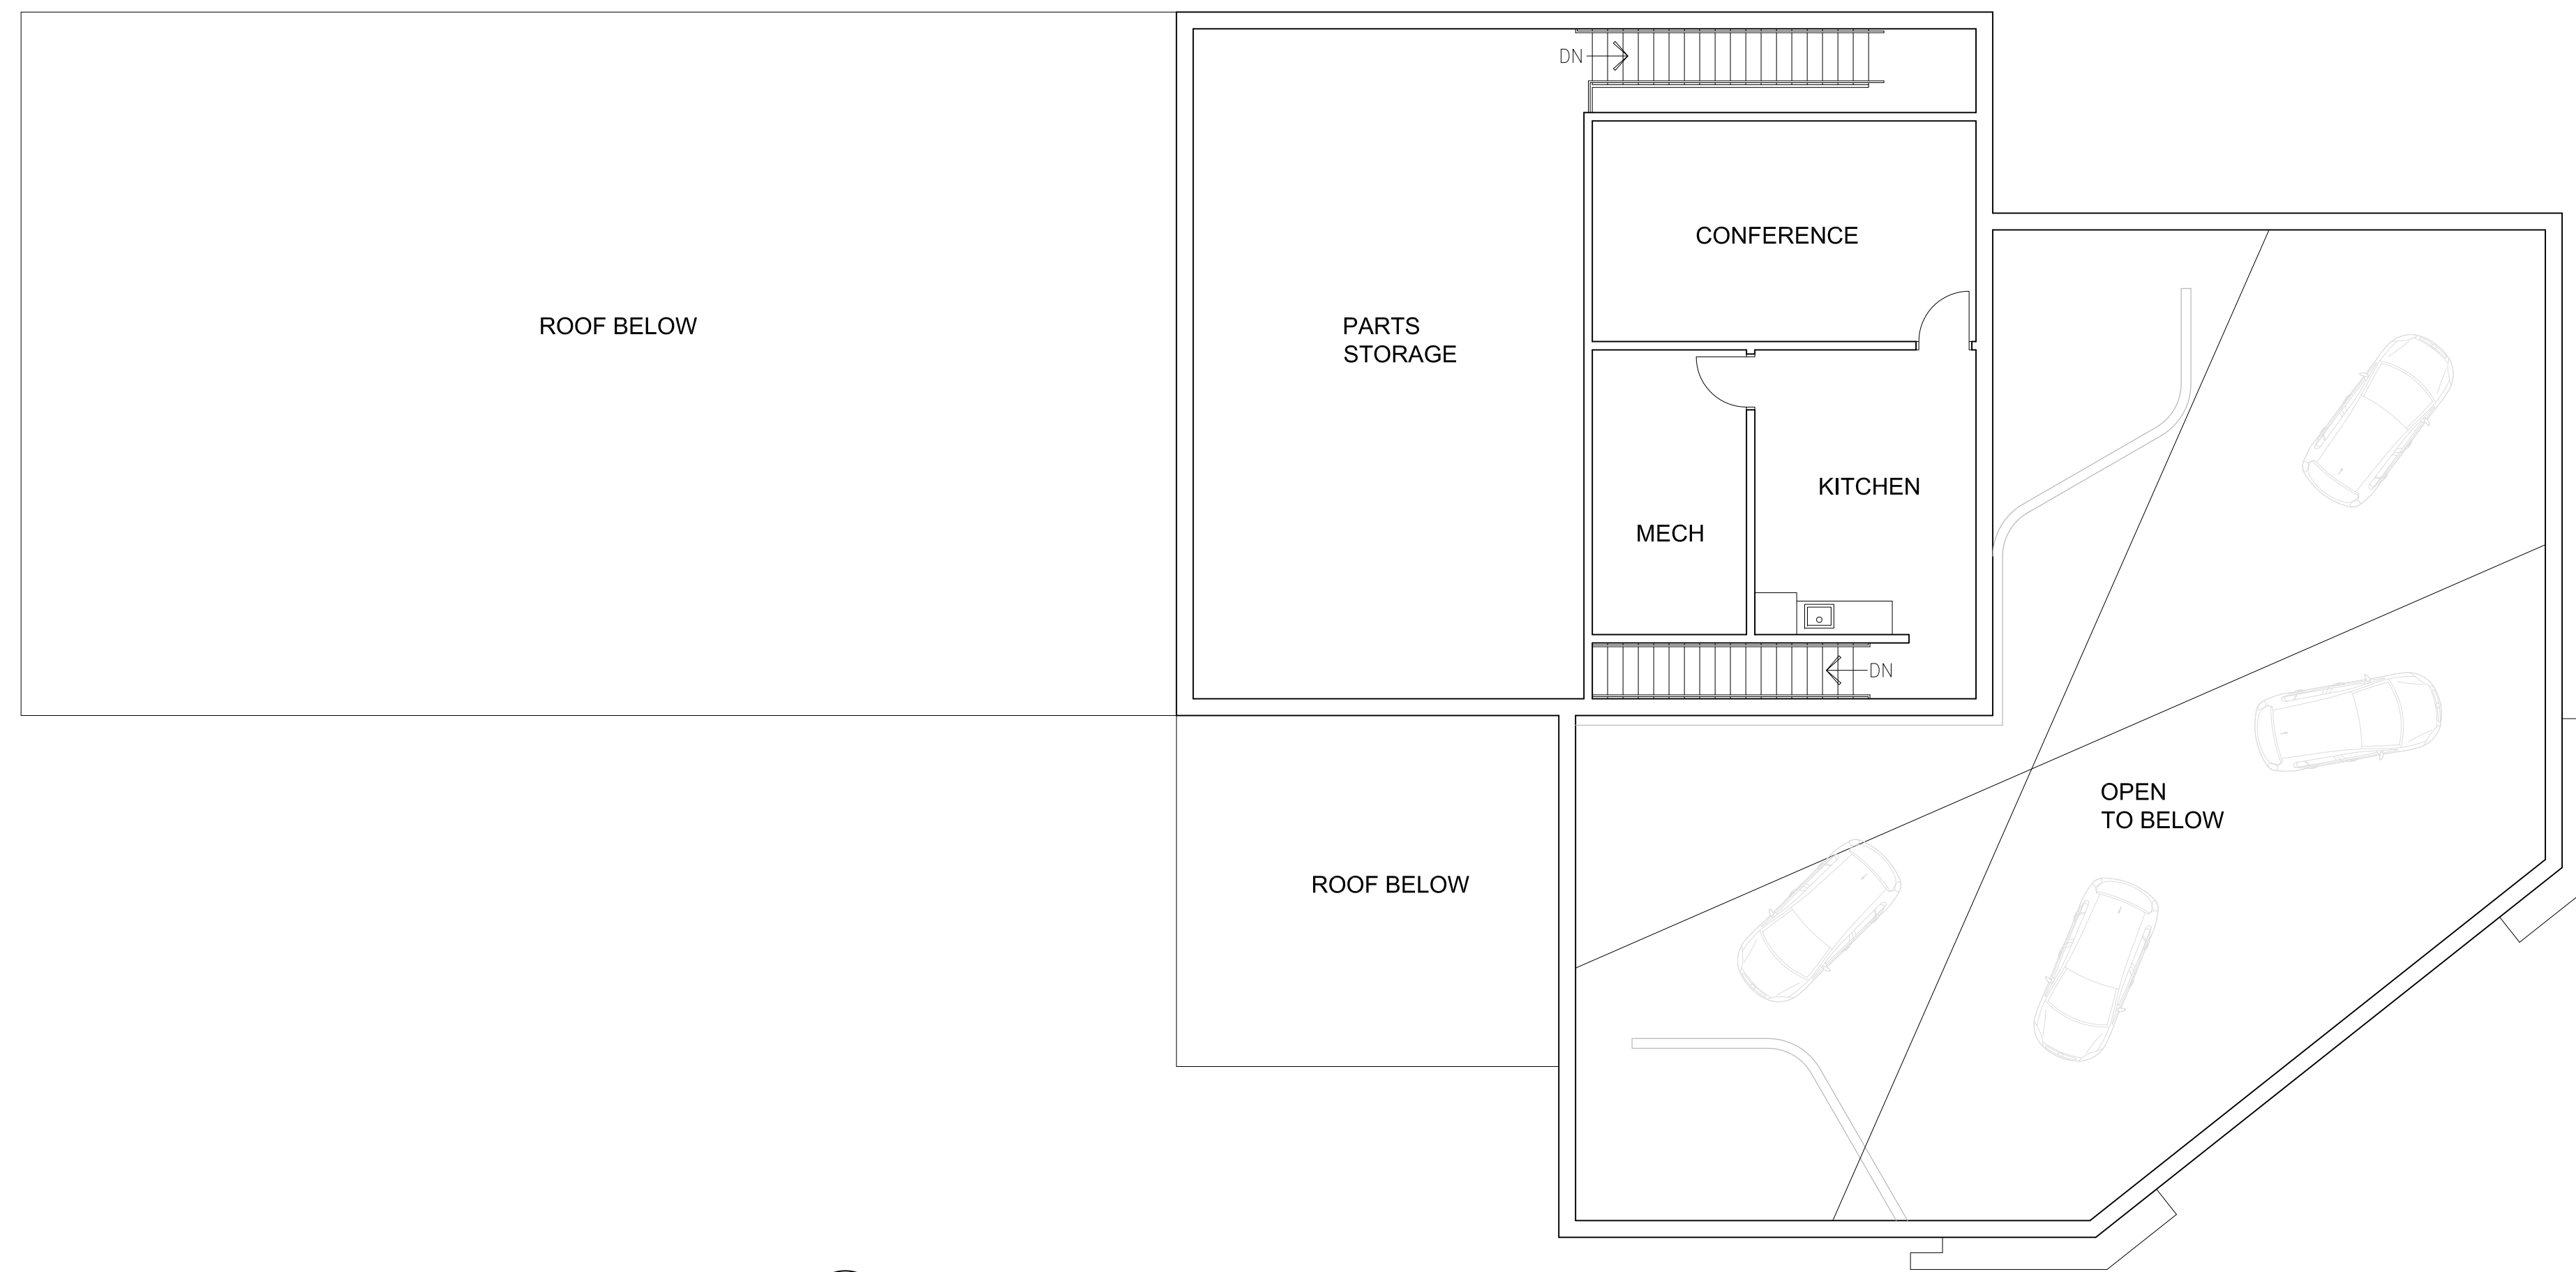 DN
CONFERENCE
ROOF BELOW
PARTS
STORAGE
KITCHEN
MECH
DN
OPEN
TO BELOW
ROOF BELOW